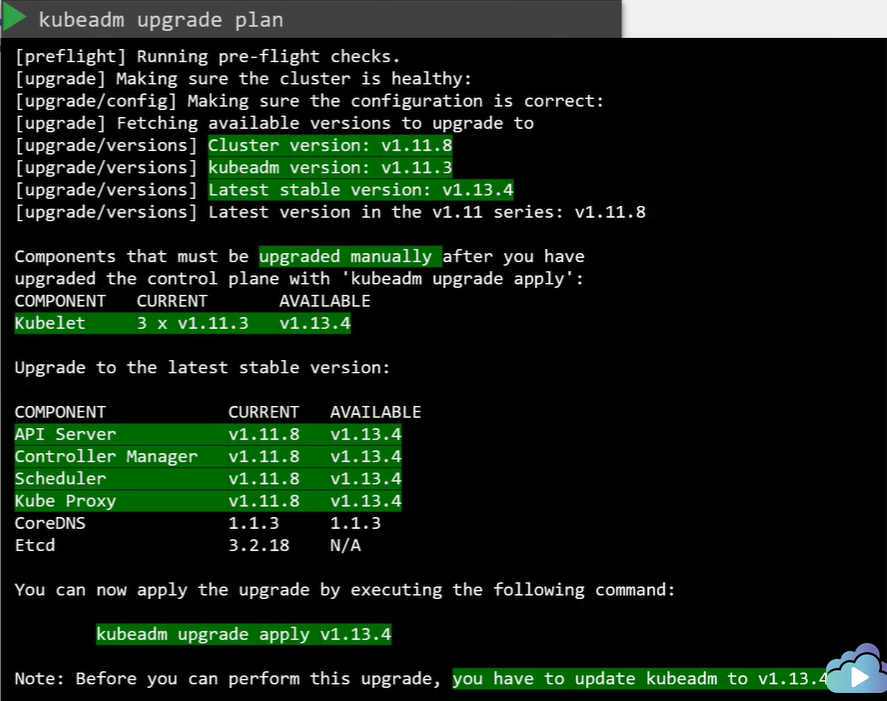 kubeadm upgrade plan
[preflight] Running pre-flight checks.
[upgrade] Making sure the cluster is healthy:
[upgrade/config] Making sure the configuration is correct:
[upgrade] Fetching available versions to upgrade to
[upgrade/versions] Cluster version: v1.11.8
[upgrade/versions] kubeadm version: v1.11.3
[upgrade/versions] Latest stable version: v1.13.4
[upgrade/versions] Latest version in the v1.11 series: v1.11.8
Components that must be upgraded manually after you have
upgraded the control plane with 'kubeadm upgrade apply':
COMPONENT CURRENT AVAILABLE
Kubelet 3 x v1.11.3 v1.13.4
Upgrade to the latest stable version:
COMPONENT CURRENT AVAILABLE
API Server v1.11.8 v1.13.4
Controller Manager v1.11.8 v1.13.4
Scheduler v1.11.8 v1.13.4
Kube Proxy v1.11.8 v1.13.4
CoreDNS 1.1.3 1.1.3
Etcd 3.2.18 N/A
You can now apply the upgrade by executing the following command:
kubeadm upgrade apply v1.13.4
Note: Before you can perform this upgrade, you have to update kubeadm to v1.13.4